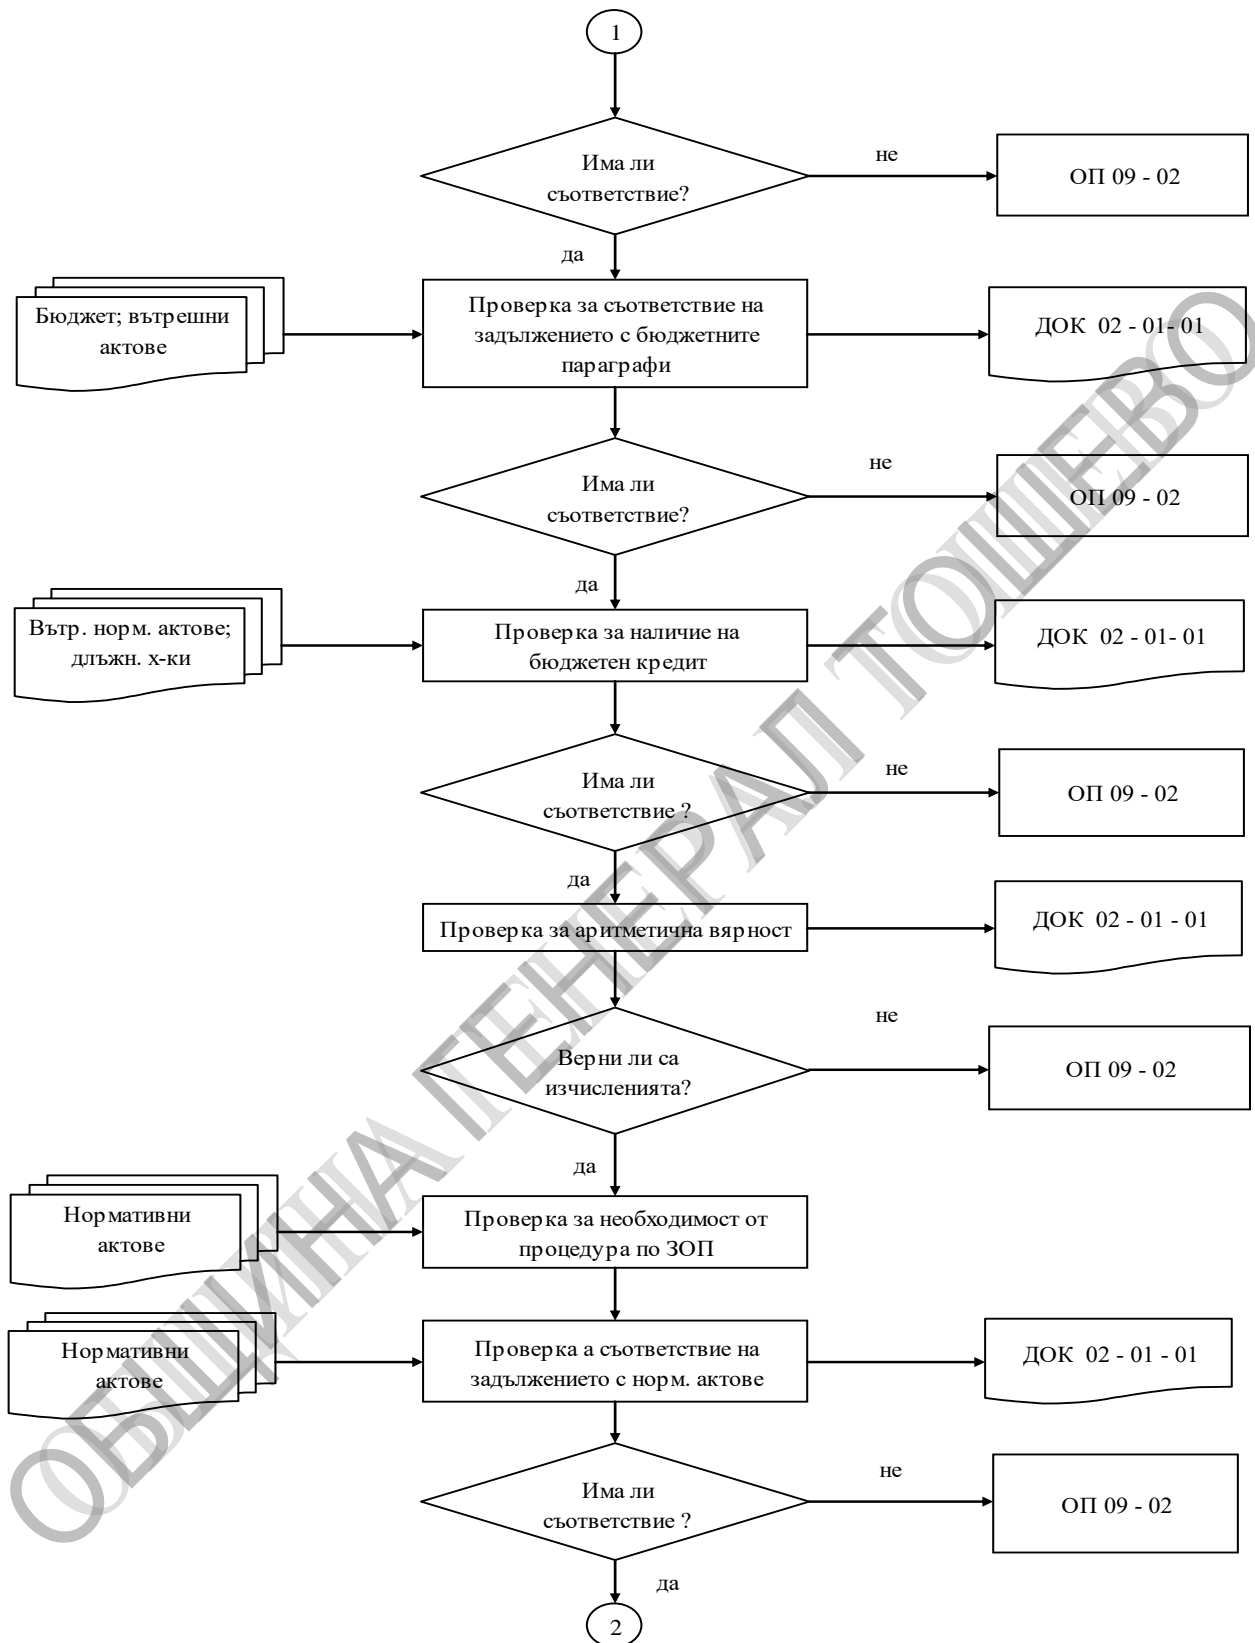 1
Има ли
съответствие?
не
ОП 09 - 02
да
Бюджет; вътрешни
актове
Проверка за съответствие на
задължението с бюджетните
параграфи
ДОК 02 - 01- 01
Има ли
съответствие?
не
ОП 09 - 02
да
Вътр. норм. актове;
длъжн. х-ки
Проверка за наличие на
бюджетен кредит
ДОК 02 - 01- 01
Има ли
съответствие ?
не
ОП 09 - 02
да
Проверка за аритметична вярност
ДОК 02 - 01 - 01
Верни ли са
изчисленията?
не
ОП 09 - 02
да
Нормативни
актове
Проверка за необходимост от
процедура по ЗОП
Нормативни
актове
Проверка а съответствие на
задължението с норм. актове
ДОК 02 - 01 - 01
Има ли
съответствие ?
не
ОП 09 - 02
да
2
ОБЩИНА ГЕНЕРАЛ ТОШЕВО